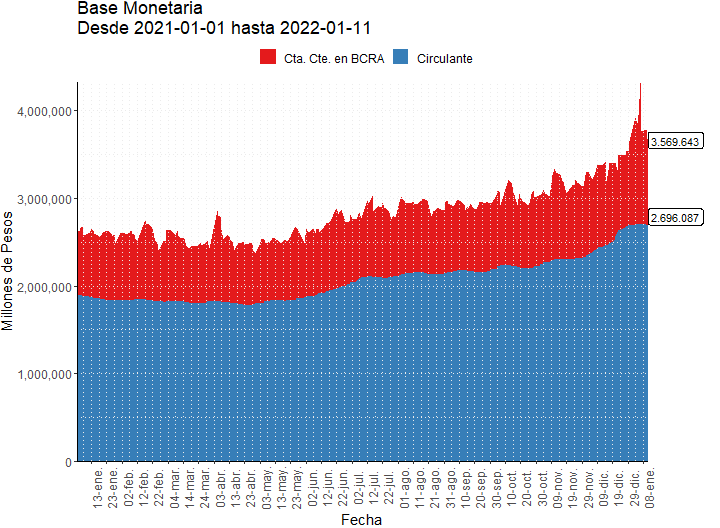 Base Monetaria
Desde 2021-01-01 hasta 2022-01-11
Cta. Cte. en BCRA
Circulante
4,000,000
3,000,000
2,000,000
1,000,000
0
Millones de Pesos
3.569.643
2.696.087
13-ene.
23-ene.
02-feb.
12-feb.
22-feb.
04-mar.
14-mar.
24-mar.
03-abr.
13-abr.
23-abr.
03-may.
13-may.
23-may.
02-jun.
12-jun.
22-jun.
02-jul.
12-jul.
22-jul.
01-ago.
11-ago.
21-ago.
31-ago.
10-sep.
20-sep.
30-sep.
10-oct.
20-oct.
30-oct.
09-nov.
19-nov.
29-nov.
09-dic.
19-dic.
29-dic.
08-ene.
Fecha